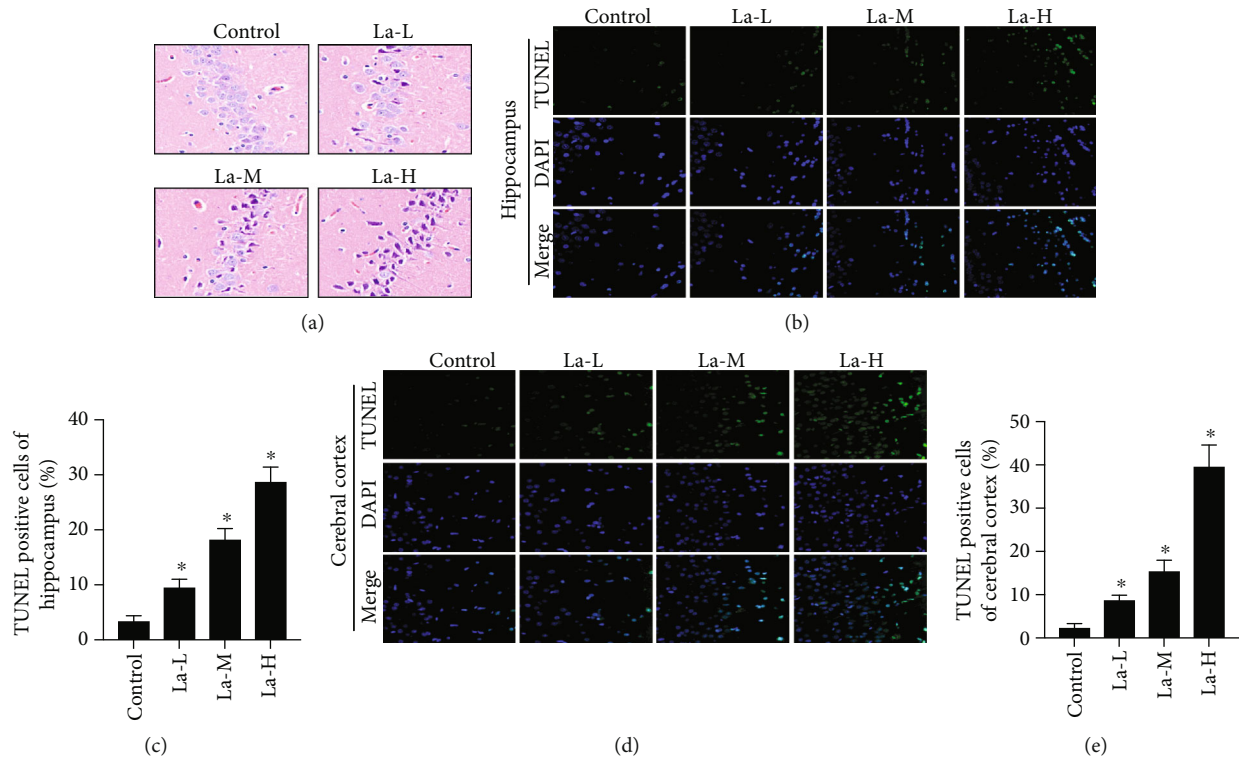 Control La-L
La-M La-H
(a)
Control La-L La-M La-H
Hippocampus
TUNEL
DAPI
Merge
(b)
TUNEL positive cells of
hippocampus (%)
40
30
20
10
0
*
*
*
Control
La-L
La-M
La-H
(c)
Control La-L La-M La-H
Cerebral cortex
TUNEL
DAPI
Merge
(d)
TUNEL positive cells
of cerebral cortex (%)
50
40
30
20
10
0
*
*
*
Control
La-L
La-M
La-H
(e)